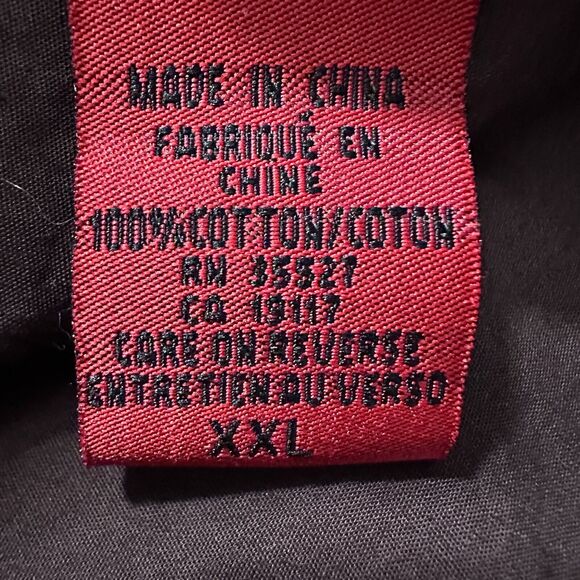 MADE IN CHINA
FABRIQUÉ EN
CHINE
100% COTTON/COTON
RN 35527
CA 19117
CARE ON REVERSE
ENTRETIEN AU VERSO
XXL